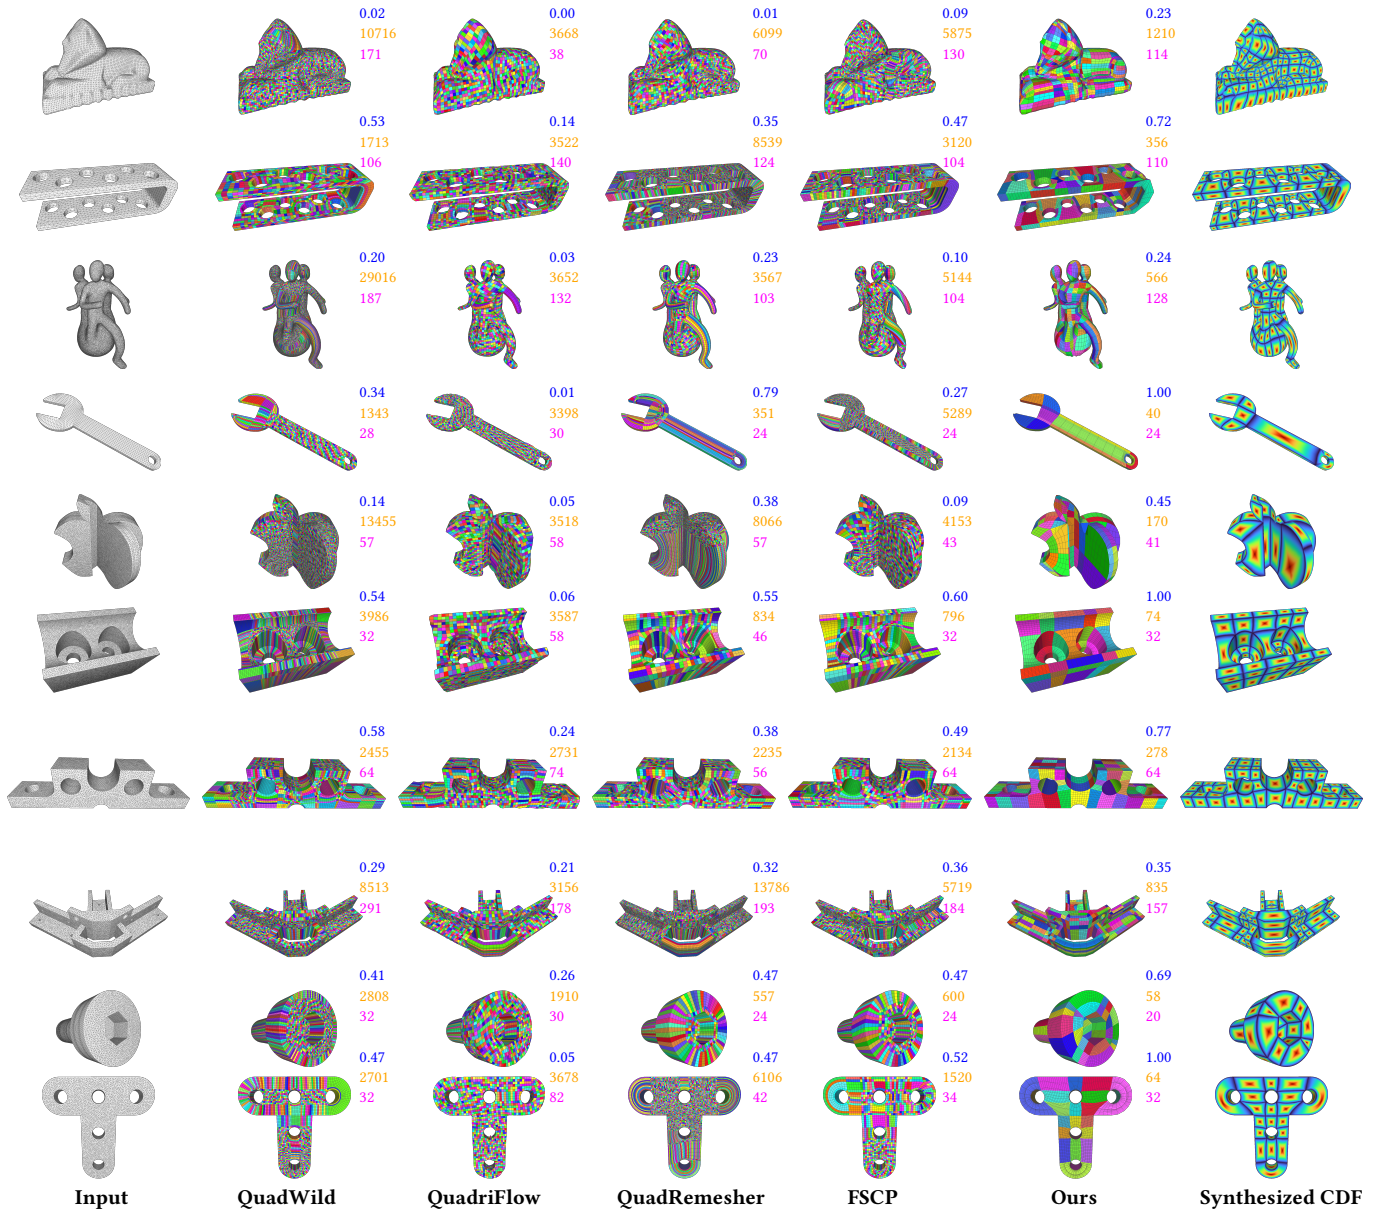 0.02 0.00 0.01 0.09 0.23
10716 3668 6099 5875 1210
171 38 70 130 114
0.53 0.14 0.35 0.47 0.72
1713 3522 8539 3120 356
106 140 124 104 110
0.20 0.03 0.23 0.10 0.24
29016 3652 3567 5144 566
187 132 103 104 128
0.34 0.01 0.79 0.27 1.00
1343 3398 351 5289 40
28 30 24 24 24
0.14 0.05 0.38 0.09 0.45
13455 3518 8066 4153 170
57 58 57 43 41
0.54 0.06 0.55 0.60 1.00
3986 3587 834 796 74
32 58 46 32 32
0.58 0.24 0.38 0.49 0.77
2455 2731 2235 2134 278
64 74 56 64 64
0.29 0.21 0.32 0.36 0.35
8513 3156 13786 5719 835
291 178 193 184 157
0.41 0.26 0.47 0.47 0.69
2808 1910 557 600 58
32 30 24 24 20
0.47 0.05 0.47 0.52 1.00
2701 3678 6106 1520 64
32 82 42 34 32
Input QuadWild QuadriFlow QuadRemesher FSCP Ours Synthesized CDF